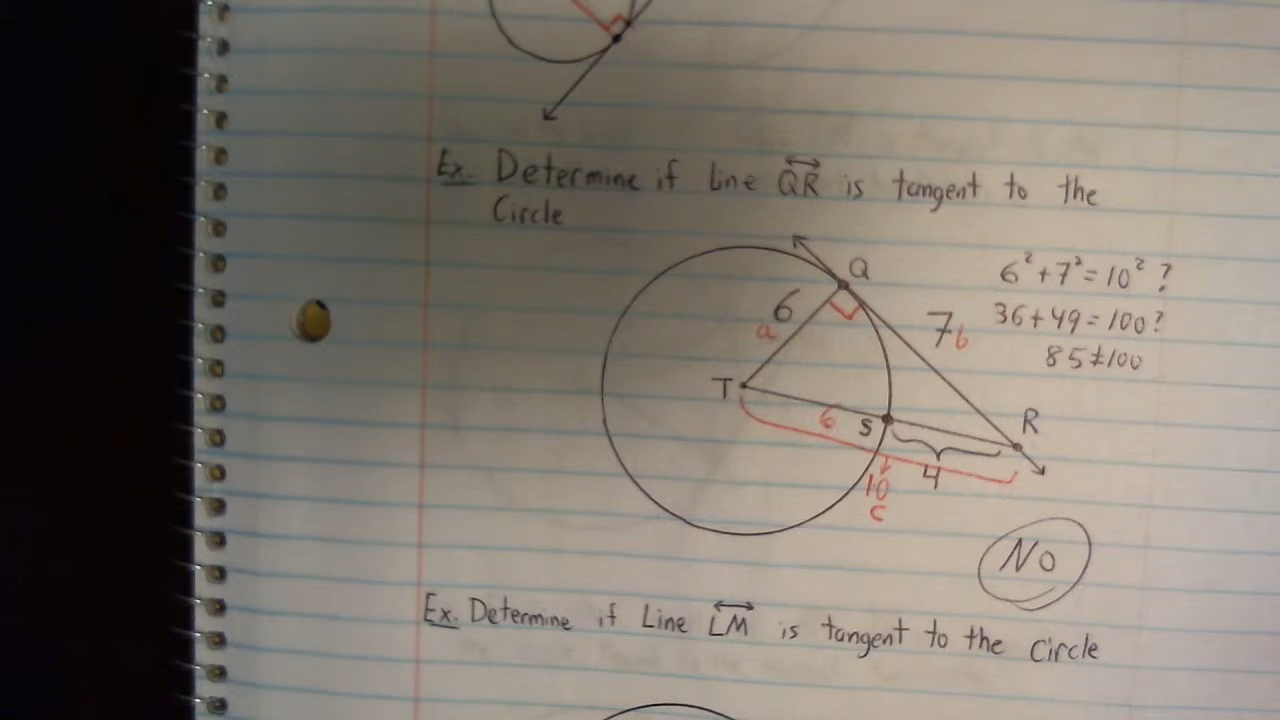 Ex. Determine if line QR is tangent to the
Circle
Q
6² + 7² = 10² ?
6
7b
36 + 49 = 100?
a
85 ≠ 100
T
6
S
R
4
10
c
NO
Ex. Determine if Line LM is tangent to the circle